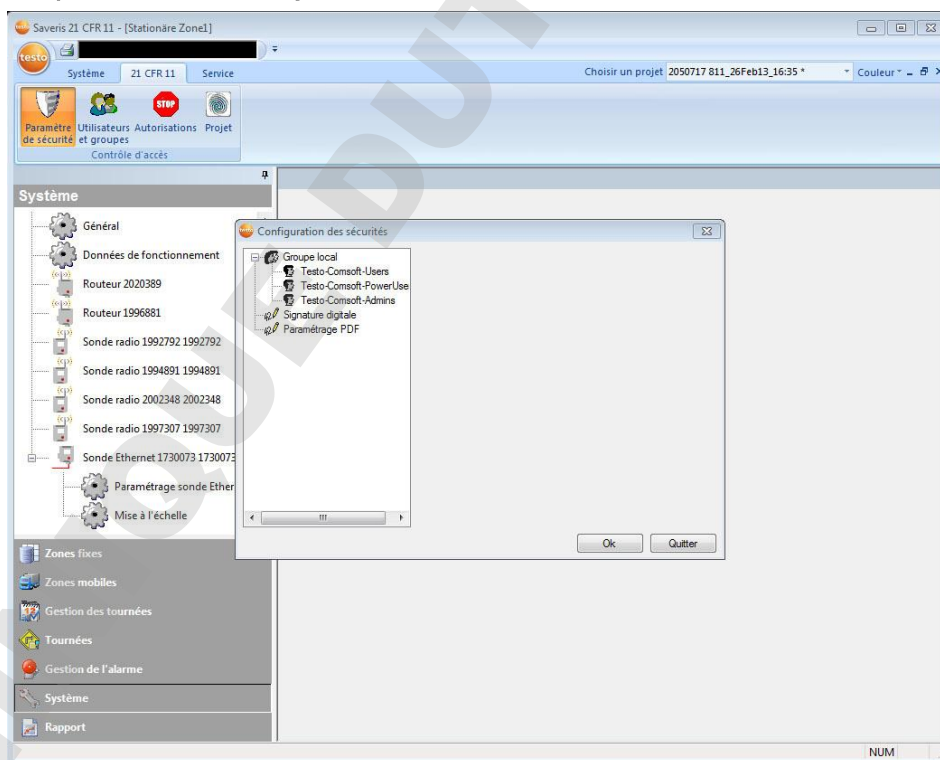 Saveris 21 CFR 11 - [Stationäre Zone1]
testo
Système 21 CFR 11 Service Choisir un projet 2050717 811_26Feb13_16:35 * Couleur
STOP
Paramètre de sécurité
Utilisateurs et groupes
Autorisations
Projet
Contrôle d'accès
Système
Général
Données de fonctionnement
Routeur 2020389
Routeur 1996881
Sonde radio 1992792 1992792
Sonde radio 1994891 1994891
Sonde radio 2002348 2002348
Sonde radio 1997307 1997307
Sonde Ethernet 1730073 1730073
Paramétrage sonde Ether
Mise à l'échelle
Configuration des sécurités
Groupe local
Testo-Comsoft-Users
Testo-Comsoft-PowerUse
Testo-Comsoft-Admins
Signature digitale
Paramétrage PDF
Ok Quitter
Zones fixes
Zones mobiles
Gestion des tournées
Tournées
Gestion de l'alarme
Système
Rapport
NUM